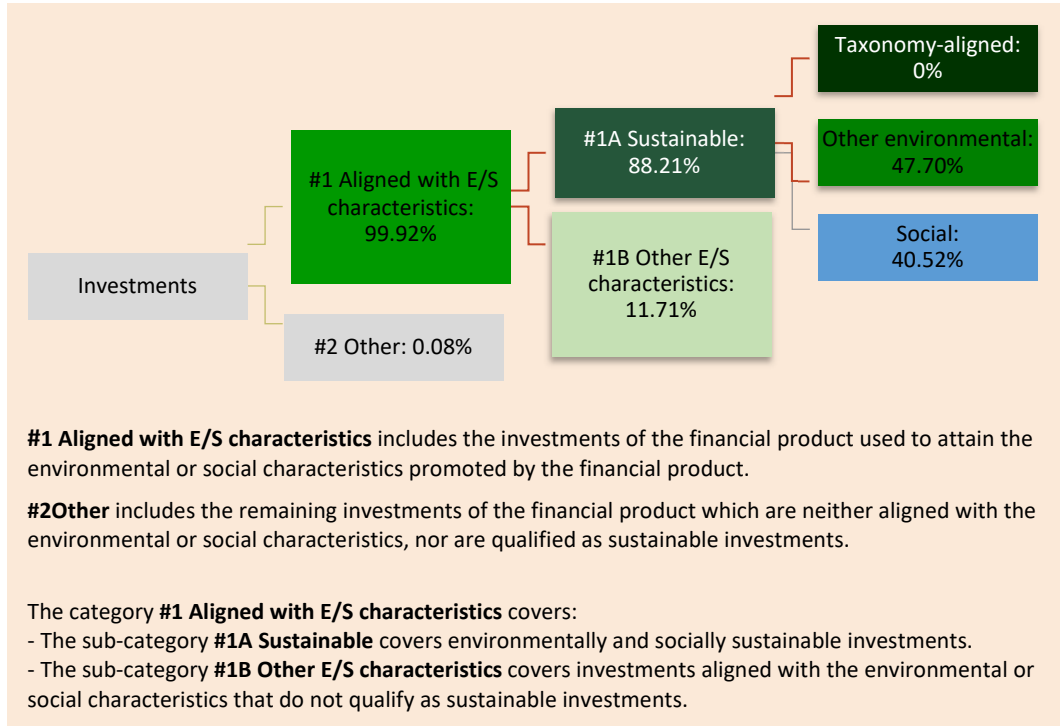 Taxonomy-aligned:
0%
#1A Sustainable:
88.21%
Other environmental:
47.70%
#1 Aligned with E/S
characteristics:
99.92%
Social:
40.52%
#1B Other E/S
characteristics:
11.71%
Investments
#2 Other: 0.08%
#1 Aligned with E/S characteristics includes the investments of the financial product used to attain the
environmental or social characteristics promoted by the financial product.
#2Other includes the remaining investments of the financial product which are neither aligned with the
environmental or social characteristics, nor are qualified as sustainable investments.
The category #1 Aligned with E/S characteristics covers:
- The sub-category #1A Sustainable covers environmentally and socially sustainable investments.
- The sub-category #1B Other E/S characteristics covers investments aligned with the environmental or
social characteristics that do not qualify as sustainable investments.